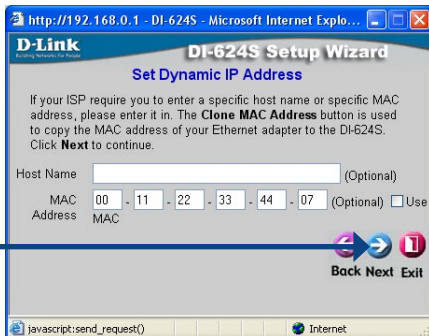 http://192.168.0.1 - DI-624S - Microsoft Internet Explo...
D-Link
Building Networks for People
DI-624S Setup Wizard
Set Dynamic IP Address
If your ISP require you to enter a specific host name or specific MAC
address, please enter it in. The Clone MAC Address button is used
to copy the MAC address of your Ethernet adapter to the DI-624S.
Click Next to continue.
Host Name (Optional)
MAC Address 00 - 11 - 22 - 33 - 44 - 07 (Optional) Use
MAC
Back Next Exit
javascript:send_request() Internet